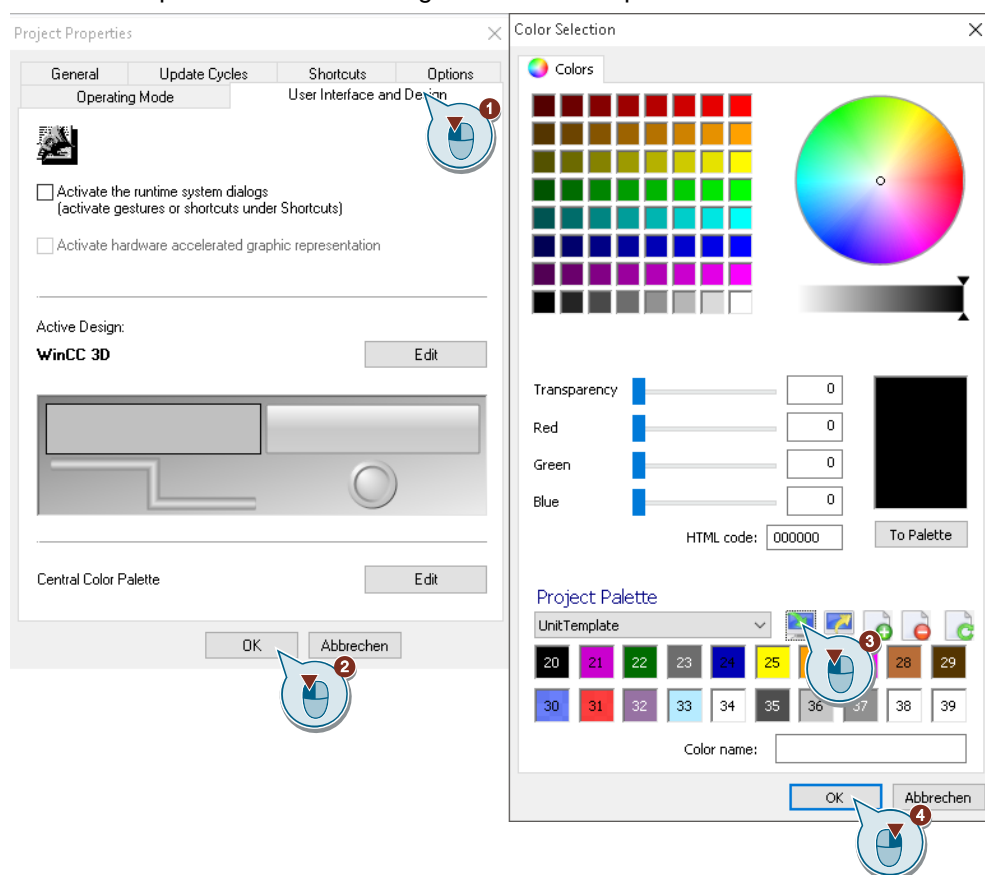 Project Properties
General
Update Cycles
Shortcuts
Options
Operating Mode
User Interface and Design
1
Activate the runtime system dialogs
(activate gestures or shortcuts under Shortcuts)
Activate hardware accelerated graphic representation
Active Design:
WinCC 3D
Edit
Central Color Palette
Edit
OK
Abbrechen
2
Color Selection
Colors
Transparency
0
Red
0
Green
0
Blue
0
HTML code:
000000
To Palette
Project Palette
UnitTemplate
3
20 21 22 23 24 25 28 29
30 31 32 33 34 35 36 37 38 39
Color name:
OK
Abbrechen
4